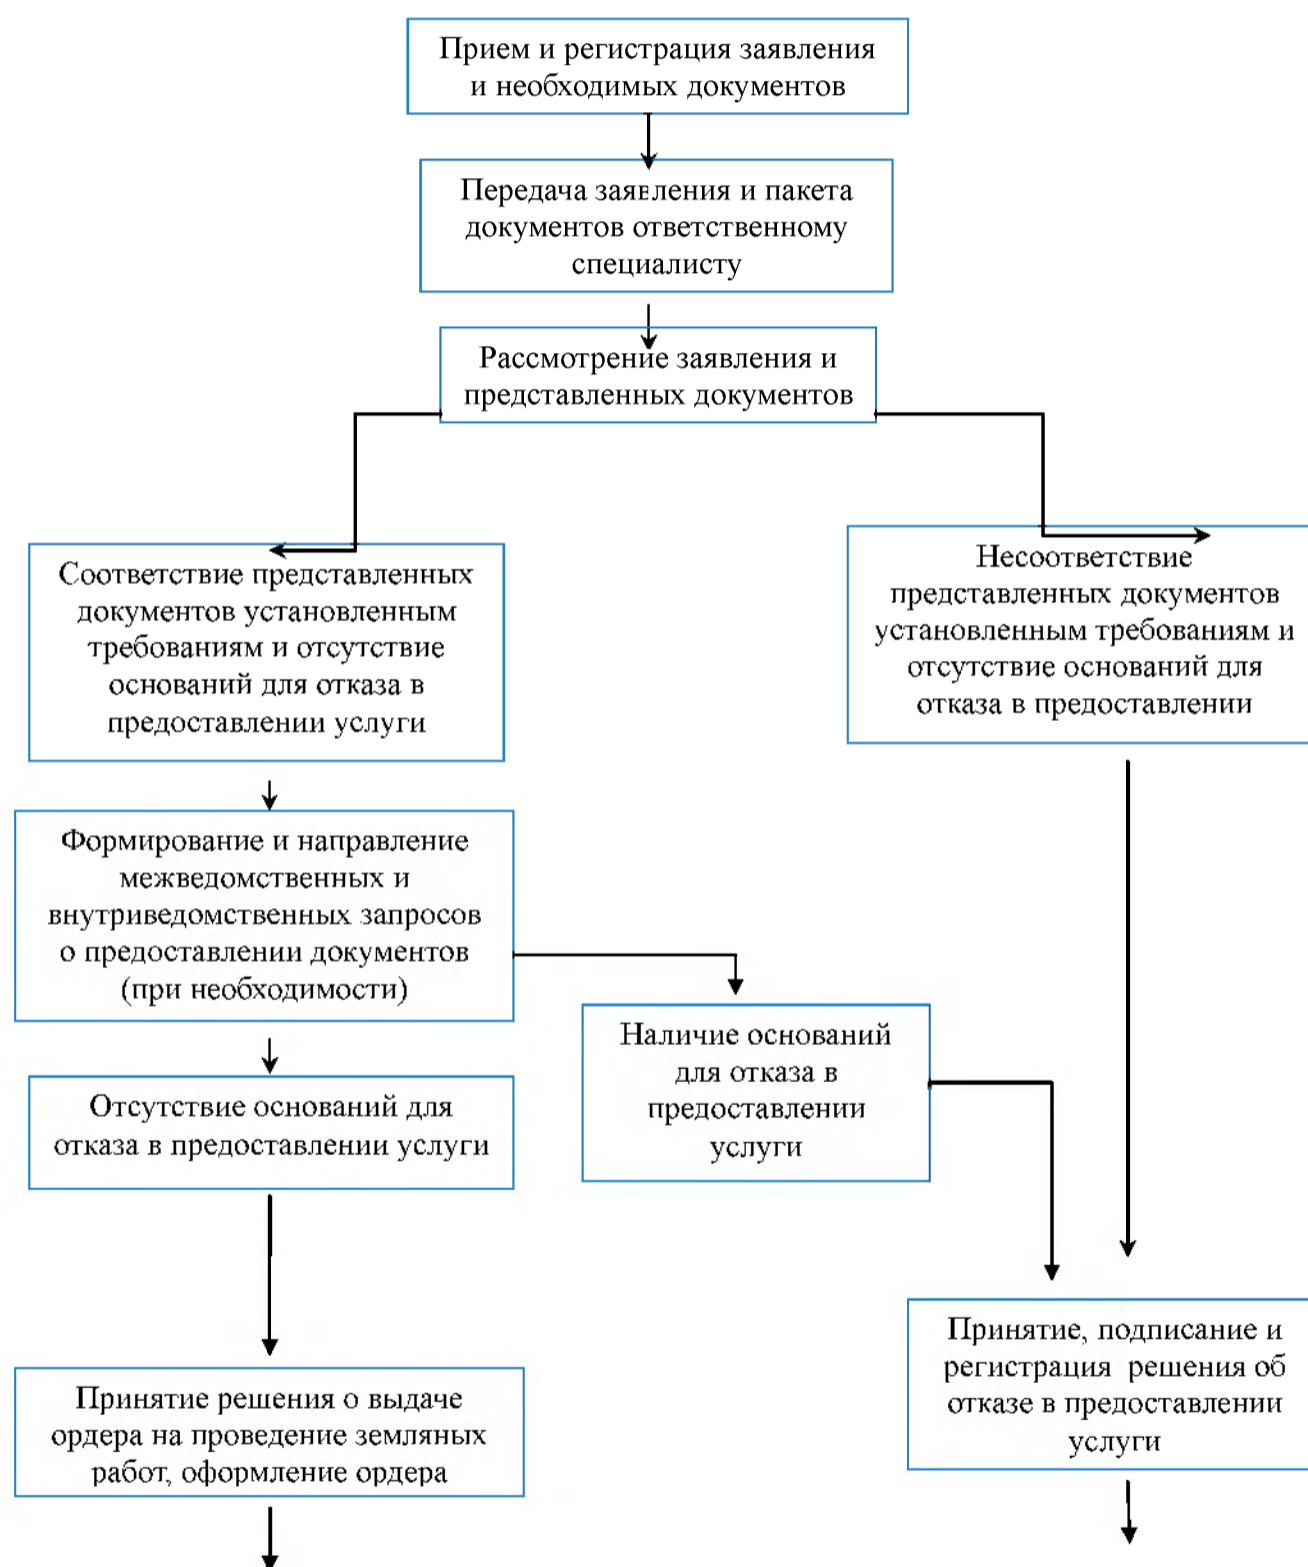 Прием и регистрация заявления
и необходимых документов
Передача заявления и пакета
документов ответственному
специалисту
Рассмотрение заявления и
представленных документов
Соответствие представленных
документов установленным
требованиям и отсутствие
оснований для отказа в
предоставлении услуги
Несоответствие
представленных документов
установленным требованиям и
отсутствие оснований для
отказа в предоставлении
Формирование и направление
межведомственных и
внутриведомственных запросов
о предоставлении документов
(при необходимости)
Наличие оснований
для отказа в
предоставлении
услуги
Отсутствие оснований для
отказа в предоставлении услуги
Принятие, подписание и
регистрация решения об
отказе в предоставлении
услуги
Принятие решения о выдаче
ордера на проведение земляных
работ, оформление ордера